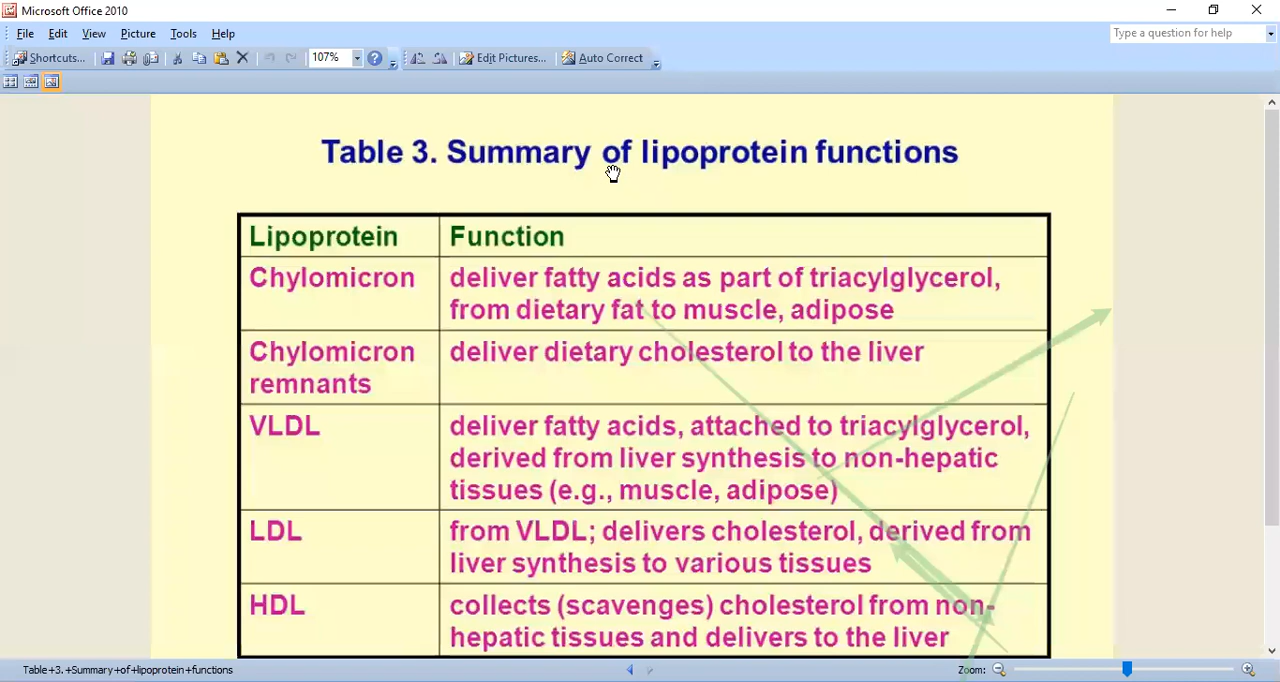 Microsoft Office 2010
File Edit View Picture Tools Help
Type a question for help
Shortcuts... 107% Edit Pictures... Auto Correct
Table 3. Summary of lipoprotein functions
Lipoprotein Function
Chylomicron deliver fatty acids as part of triacylglycerol,
from dietary fat to muscle, adipose
Chylomicron deliver dietary cholesterol to the liver
remnants
VLDL deliver fatty acids, attached to triacylglycerol,
derived from liver synthesis to non-hepatic
tissues (e.g., muscle, adipose)
LDL from VLDL; delivers cholesterol, derived from
liver synthesis to various tissues
HDL collects (scavenges) cholesterol from non-
hepatic tissues and delivers to the liver
Table+3.+Summary+of+lipoprotein+functions Zoom: